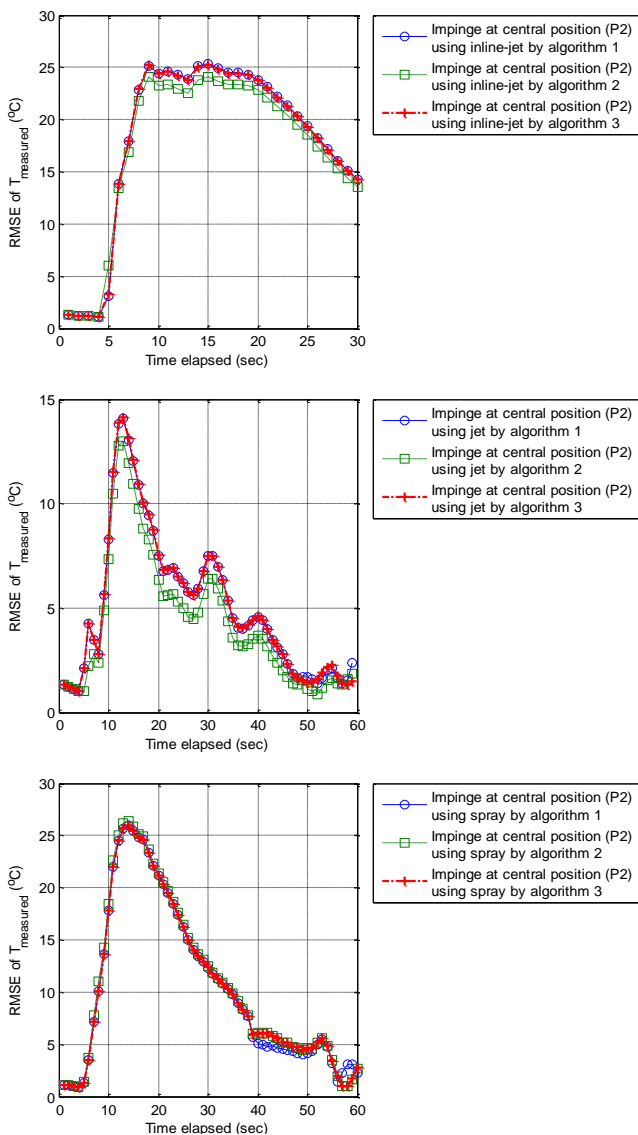 30
25
20
15
10
5
0
0 5 10 15 20 25 30
RMSE of Tmeasured (ºC)
Time elapsed (sec)
Impinge at central position (P2)
using inline-jet by algorithm 1
Impinge at central position (P2)
using inline-jet by algorithm 2
Impinge at central position (P2)
using inline-jet by algorithm 3
15
10
5
0
0 10 20 30 40 50 60
RMSE of Tmeasured (ºC)
Time elapsed (sec)
Impinge at central position (P2)
using jet by algorithm 1
Impinge at central position (P2)
using jet by algorithm 2
Impinge at central position (P2)
using jet by algorithm 3
30
25
20
15
10
5
0
0 10 20 30 40 50 60
RMSE of Tmeasured (ºC)
Time elapsed (sec)
Impinge at central position (P2)
using spray by algorithm 1
Impinge at central position (P2)
using spray by algorithm 2
Impinge at central position (P2)
using spray by algorithm 3